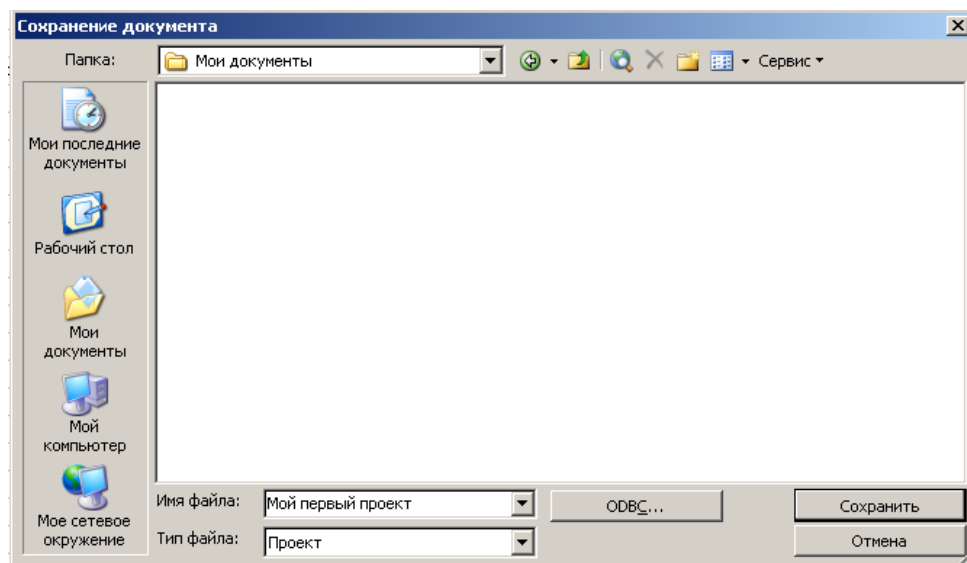 Сохранение документа
Папка:
Мои документы
Сервис
Мои последние
документы
Рабочий стол
Мои
документы
Мой
компьютер
Мое сетевое
окружение
Имя файла:
Мой первый проект
ODBC...
Сохранить
Тип файла:
Проект
Отмена